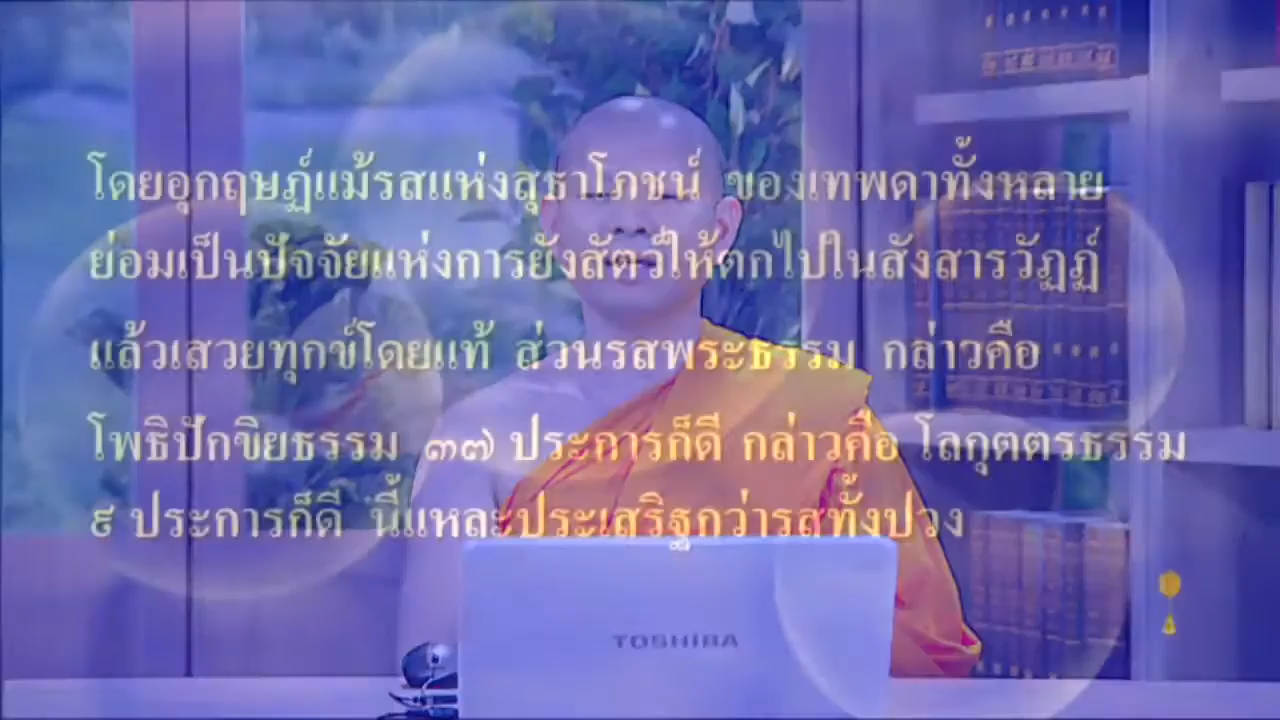 โดยอุกฤษฏ์แม้รสแห่งสุธาโภชน์ ของเทพดาทั้งหลาย
ย่อมเป็นปัจจัยแห่งการยังสัตว์ให้ตกไปในสังสารวัฏฏ์
แล้วเสวยทุกข์โดยแท้ ส่วนรสพระธรรม กล่าวคือ
โพธิปักขิยธรรม ๓๗ ประการก็ดี กล่าวคือ โลกุตตรธรรม
๙ ประการก็ดี นี้แหละประเสริฐกว่ารสทั้งปวง
TOSHIBA